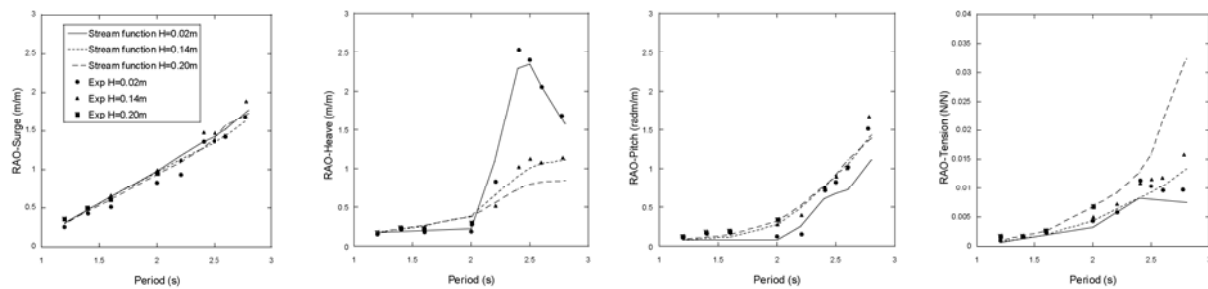 3
2.5
2
1.5
1
0.5
0
1 1.5 2 2.5 3
RAO-Surge (m/m)
Period (s)
Stream function H=0.02m
Stream function H=0.14m
Stream function H=0.20m
Exp H=0.02m
Exp H=0.14m
Exp H=0.20m
3
2.5
2
1.5
1
0.5
0
1 1.5 2 2.5 3
RAO-Heave (m/m)
Period (s)
3
2.5
2
1.5
1
0.5
0
1 1.5 2 2.5 3
RAO-Pitch (radm/m)
Period (s)
0.04
0.035
0.03
0.025
0.02
0.015
0.01
0.005
0
1 1.5 2 2.5 3
RAO-Tension (N/N)
Period (s)